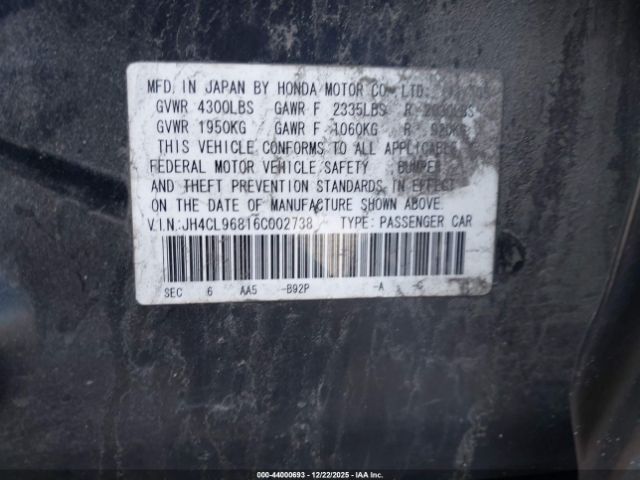 MFD. IN JAPAN BY HONDA MOTOR CO., LTD.
GVWR 4300LBS GAWR F 2335LBS R
GVWR 1950KG GAWR F 1060KG R 920KG
THIS VEHICLE CONFORMS TO ALL APPLICABLE
FEDERAL MOTOR VEHICLE SAFETY, BUMPER
AND THEFT PREVENTION STANDARDS IN EFFECT
ON THE DATE OF MANUFACTURE SHOWN ABOVE.
V.I.N.: JH4CL96816C002738 TYPE: PASSENGER CAR
SEC 6 AA5 -B92P -A C
000-44000693 - 12/22/2025 - IAA Inc.